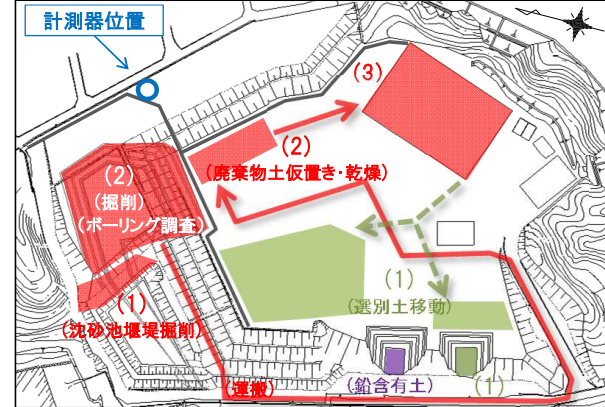 計測器位置
(3)
(2)
(廃棄物土仮置き・乾燥)
(2)
(掘削)
(ボーリング調査)
(1)
(沈砂池堰堤掘削)
(1)
(選別土移動)
(運搬)
(鉛含有土)
(1)